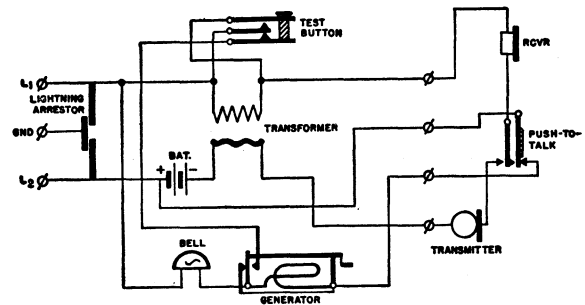 TEST
BUTTON
RCVR
L1
LIGHTNING
ARRESTOR
GND
TRANSFORMER
PUSH-TO-
TALK
BAT.
+ −
L2
BELL
TRANSMITTER
GENERATOR